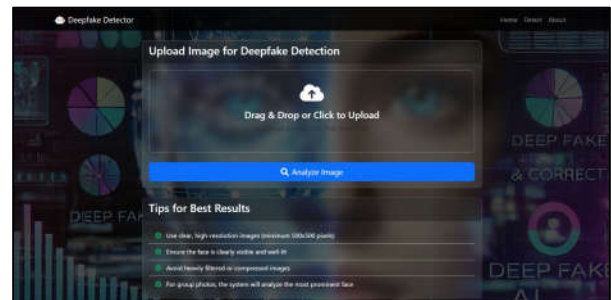 Deepfake Detector
Home Detect About
Upload Image for Deepfake Detection
Drag & Drop or Click to Upload
Analyze Image
Tips for Best Results
Use clear, high-resolution images (minimum 500x500 pixels)
Ensure the face is clearly visible and well-lit
Avoid heavily filtered or compressed images
For group photos, the system will analyze the most prominent face
DEEP FAKE
& CORRECT
DEEP FAK
DEEP FAKE
AI